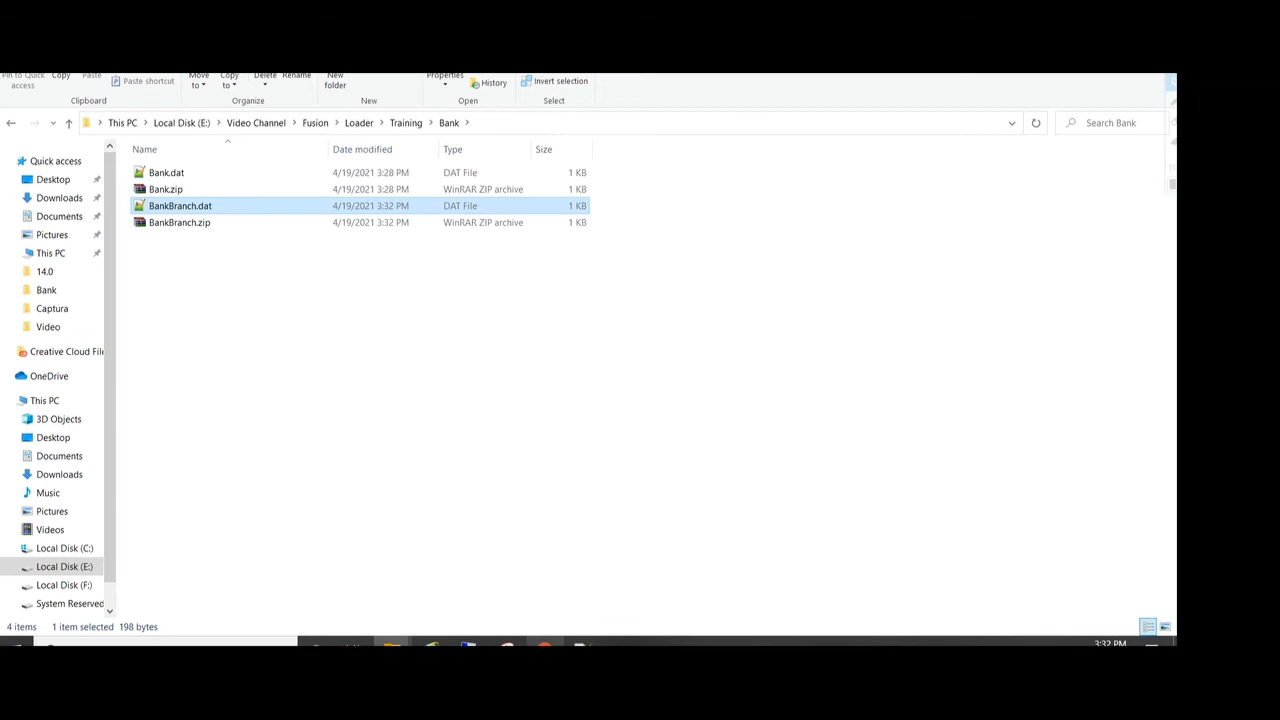 Pin to Quick access Copy Paste Paste shortcut Move to Copy to Delete Rename New folder Properties History Invert selection
Clipboard Organize New Open Select
This PC Local Disk (E:) Video Channel Fusion Loader Training Bank Search Bank
Name Date modified Type Size
Bank.dat 4/19/2021 3:28 PM DAT File 1 KB
Bank.zip 4/19/2021 3:28 PM WinRAR ZIP archive 1 KB
BankBranch.dat 4/19/2021 3:32 PM DAT File 1 KB
BankBranch.zip 4/19/2021 3:32 PM WinRAR ZIP archive 1 KB
Quick access
Desktop
Downloads
Documents
Pictures
This PC
14.0
Bank
Captura
Video
Creative Cloud File
OneDrive
This PC
3D Objects
Desktop
Documents
Downloads
Music
Pictures
Videos
Local Disk (C:)
Local Disk (E:)
Local Disk (F:)
System Reserved
4 items 1 item selected 198 bytes
3:32 PM